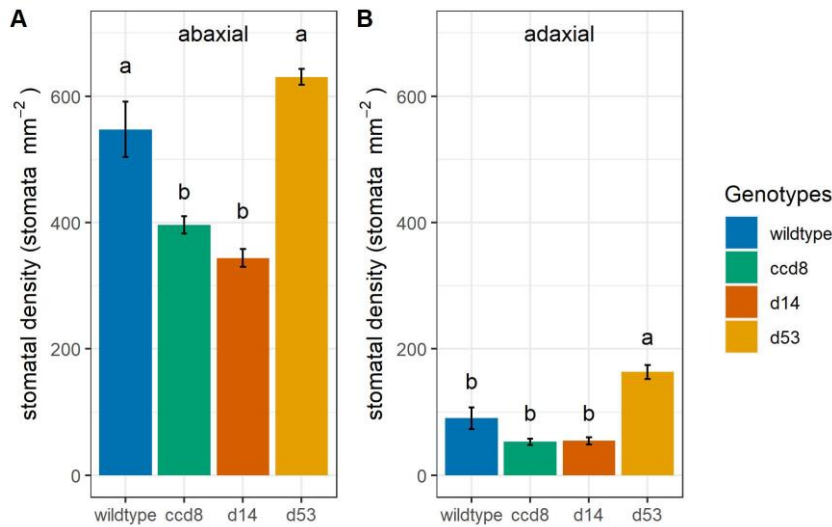 A
abaxial
a
b
b
a
stomatal density (stomata mm⁻²)
600
400
200
0
wildtype ccd8 d14 d53
B
adaxial
b
b
b
a
stomatal density (stomata mm⁻²)
600
400
200
0
wildtype ccd8 d14 d53
Genotypes
wildtype
ccd8
d14
d53